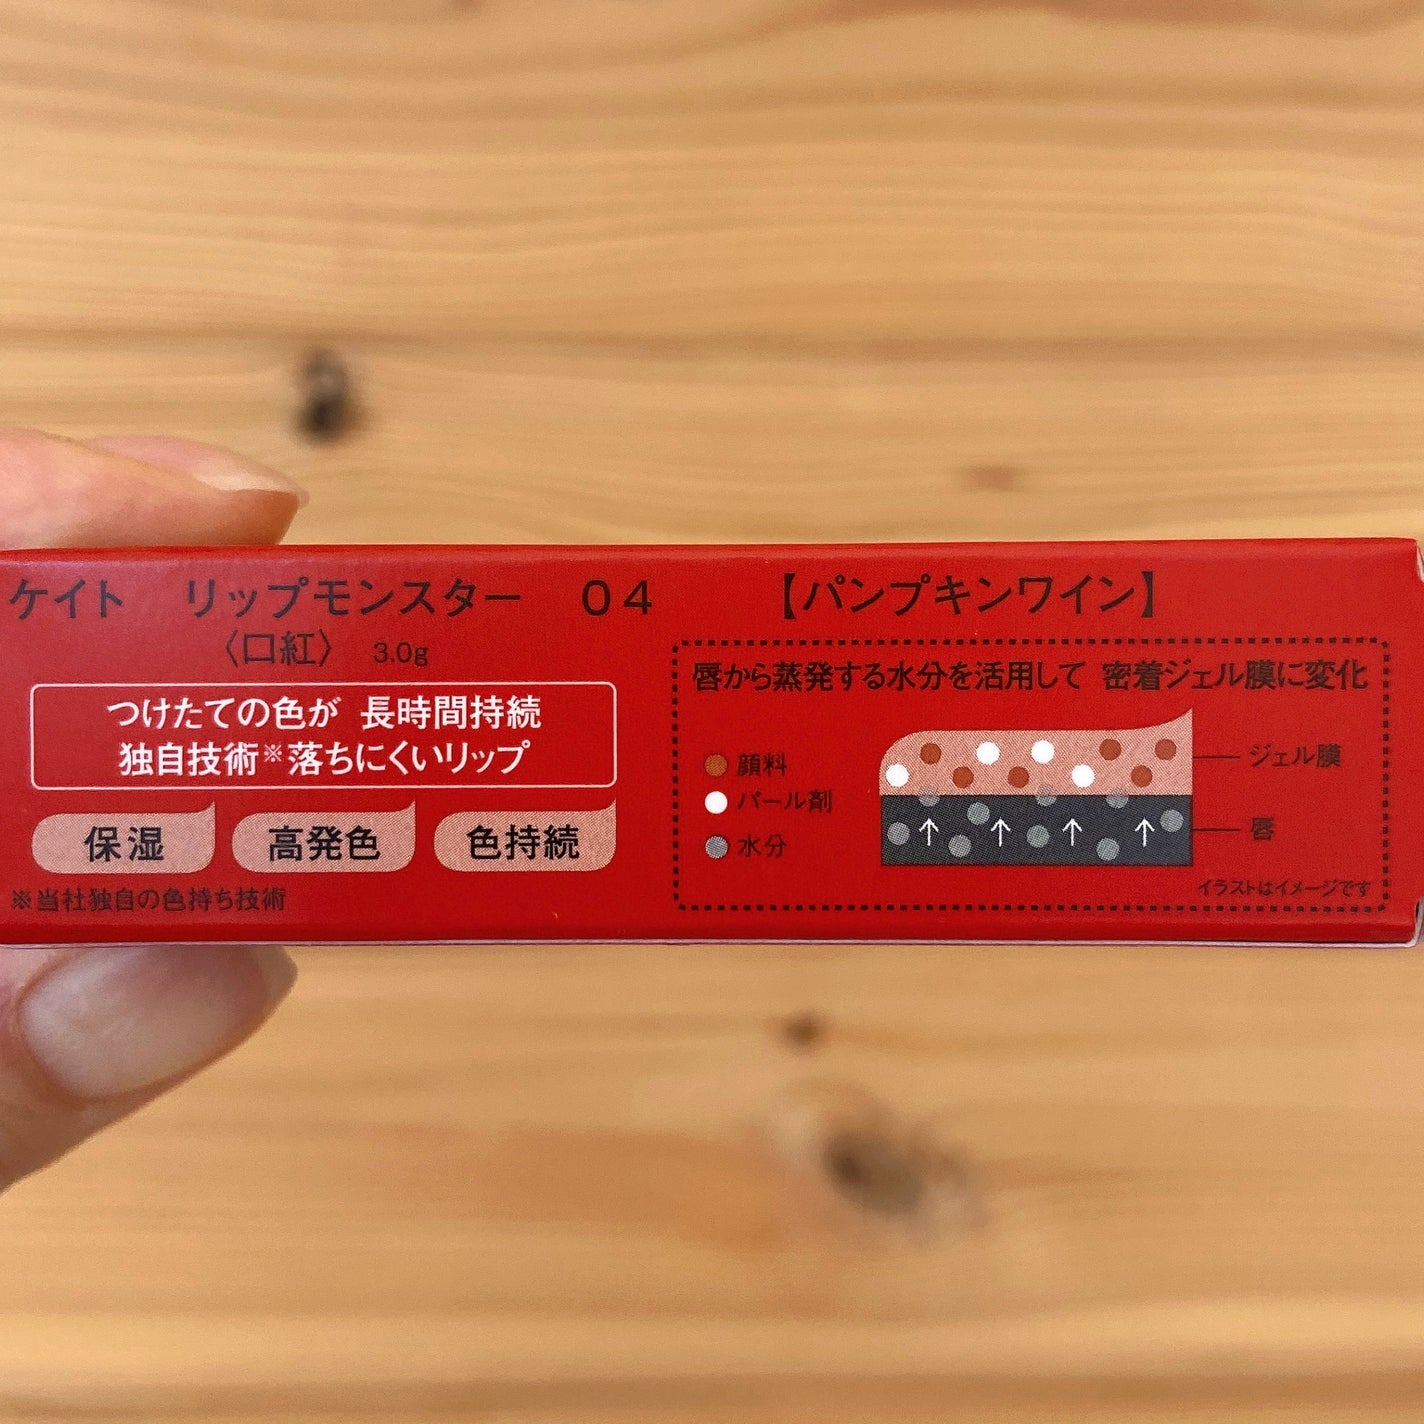 ケイト リップモンスター 04 【パンプキンワイン】
〈口紅〉 3.0g
つけたての色が 長時間持続
独自技術※落ちにくいリップ
保湿 高発色 色持続
※当社独自の色持ち技術
唇から蒸発する水分を活用して 密着ジェル膜に変化
顔料
パール剤
水分
ジェル膜
唇
イラストはイメージです